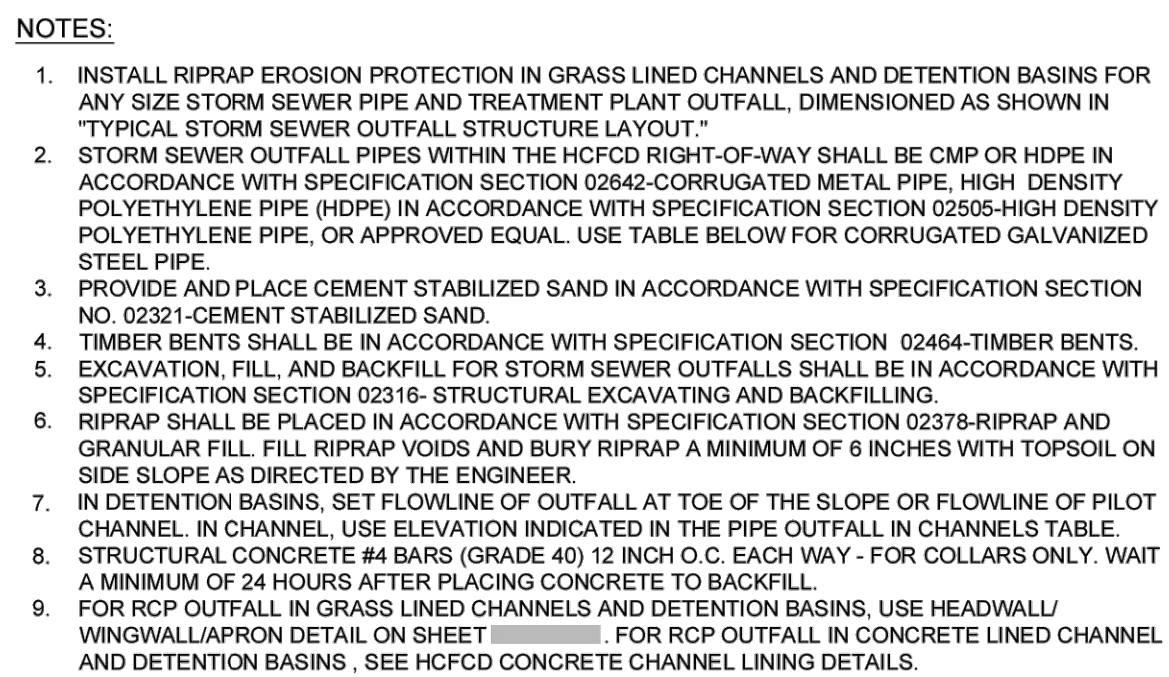 NOTES:
1. INSTALL RIPRAP EROSION PROTECTION IN GRASS LINED CHANNELS AND DETENTION BASINS FOR
ANY SIZE STORM SEWER PIPE AND TREATMENT PLANT OUTFALL, DIMENSIONED AS SHOWN IN
"TYPICAL STORM SEWER OUTFALL STRUCTURE LAYOUT."
2. STORM SEWER OUTFALL PIPES WITHIN THE HCFCD RIGHT-OF-WAY SHALL BE CMP OR HDPE IN
ACCORDANCE WITH SPECIFICATION SECTION 02642-CORRUGATED METAL PIPE, HIGH DENSITY
POLYETHYLENE PIPE (HDPE) IN ACCORDANCE WITH SPECIFICATION SECTION 02505-HIGH DENSITY
POLYETHYLENE PIPE, OR APPROVED EQUAL. USE TABLE BELOW FOR CORRUGATED GALVANIZED
STEEL PIPE.
3. PROVIDE AND PLACE CEMENT STABILIZED SAND IN ACCORDANCE WITH SPECIFICATION SECTION
NO. 02321-CEMENT STABILIZED SAND.
4. TIMBER BENTS SHALL BE IN ACCORDANCE WITH SPECIFICATION SECTION 02464-TIMBER BENTS.
5. EXCAVATION, FILL, AND BACKFILL FOR STORM SEWER OUTFALLS SHALL BE IN ACCORDANCE WITH
SPECIFICATION SECTION 02316- STRUCTURAL EXCAVATING AND BACKFILLING.
6. RIPRAP SHALL BE PLACED IN ACCORDANCE WITH SPECIFICATION SECTION 02378-RIPRAP AND
GRANULAR FILL. FILL RIPRAP VOIDS AND BURY RIPRAP A MINIMUM OF 6 INCHES WITH TOPSOIL ON
SIDE SLOPE AS DIRECTED BY THE ENGINEER.
7. IN DETENTION BASINS, SET FLOWLINE OF OUTFALL AT TOE OF THE SLOPE OR FLOWLINE OF PILOT
CHANNEL. IN CHANNEL, USE ELEVATION INDICATED IN THE PIPE OUTFALL IN CHANNELS TABLE.
8. STRUCTURAL CONCRETE #4 BARS (GRADE 40) 12 INCH O.C. EACH WAY - FOR COLLARS ONLY. WAIT
A MINIMUM OF 24 HOURS AFTER PLACING CONCRETE TO BACKFILL.
9. FOR RCP OUTFALL IN GRASS LINED CHANNELS AND DETENTION BASINS, USE HEADWALL/
WINGWALL/APRON DETAIL ON SHEET . FOR RCP OUTFALL IN CONCRETE LINED CHANNEL
AND DETENTION BASINS , SEE HCFCD CONCRETE CHANNEL LINING DETAILS.